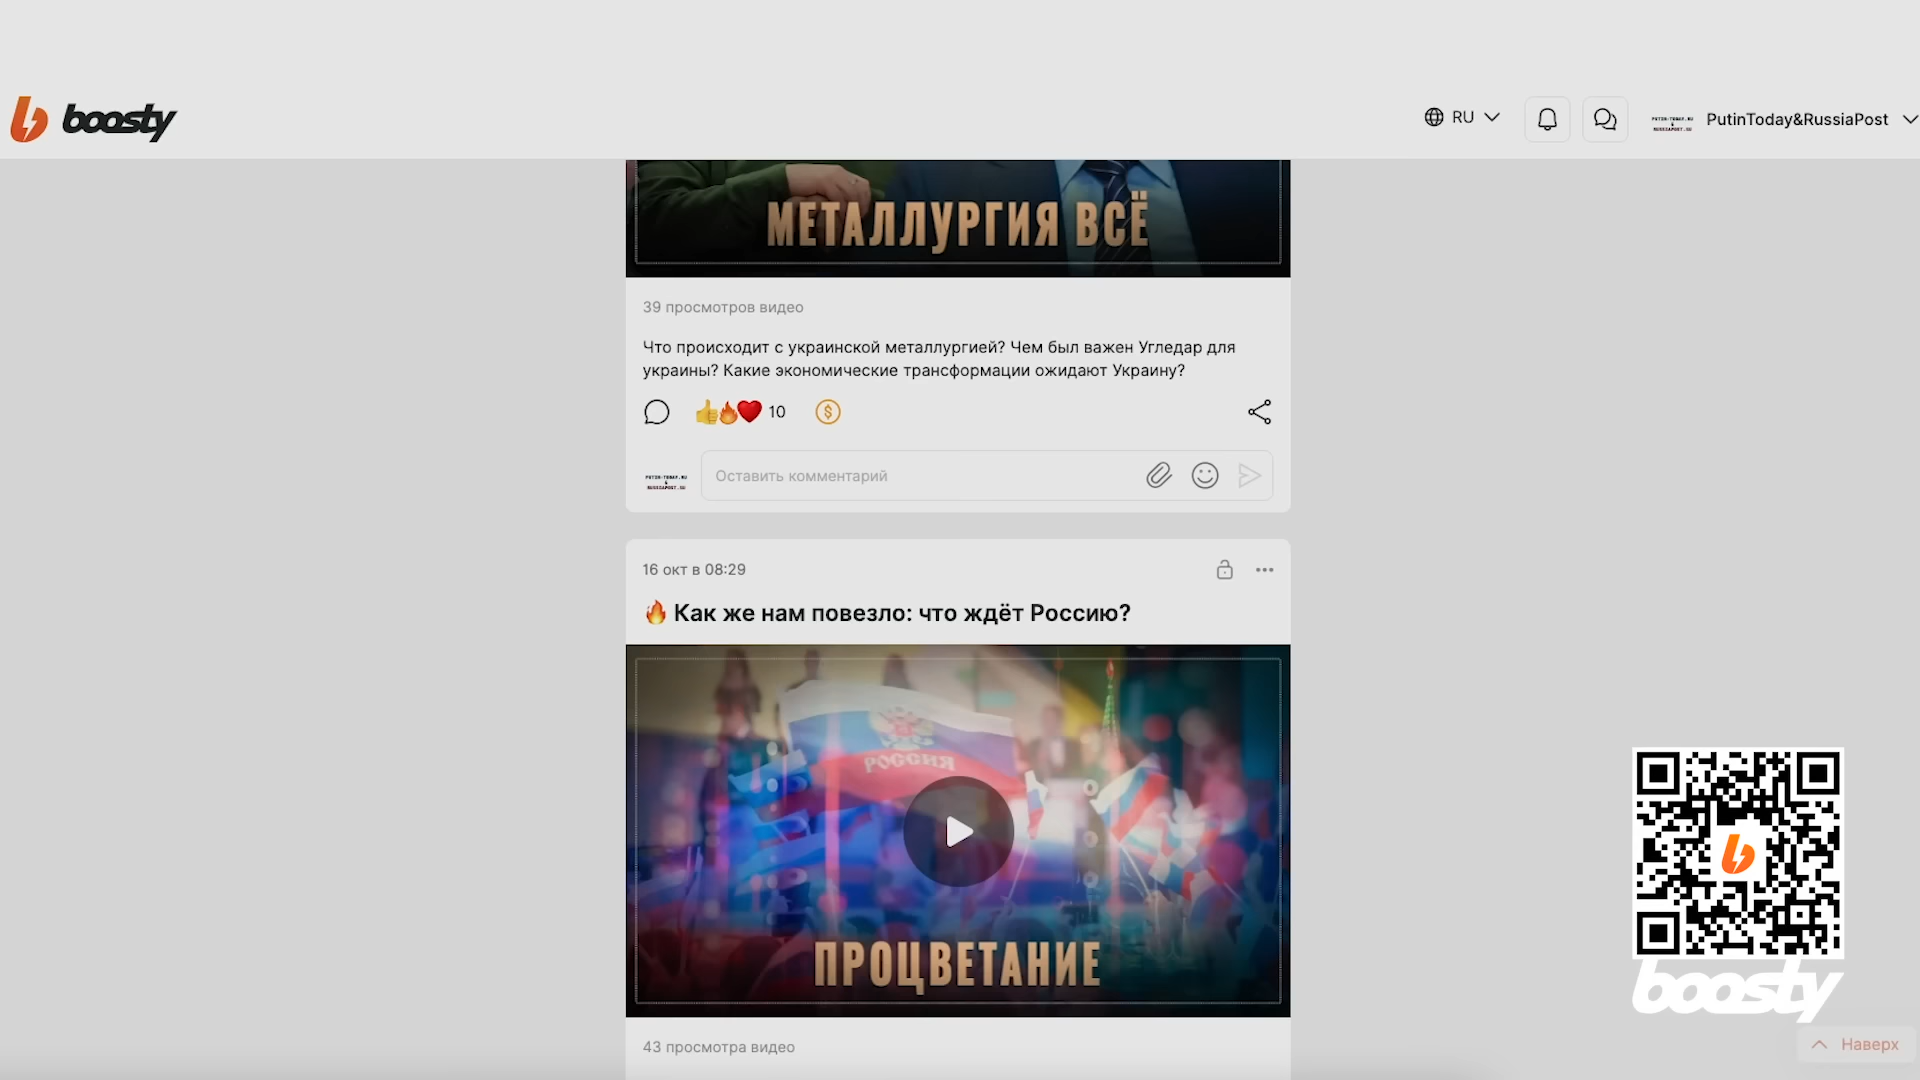 boosty
RU
PutinToday&RussiaPost
МЕТАЛЛУРГИЯ ВСЁ
39 просмотров видео
Что происходит с украинской металлургией? Чем был важен Угледар для
украины? Какие экономические трансформации ожидают Украину?
10
Оставить комментарий
16 окт в 08:29
Как же нам повезло: что ждёт Россию?
РОССИЯ
ПРОЦВЕТАНИЕ
43 просмотра видео
boosty
Наверх